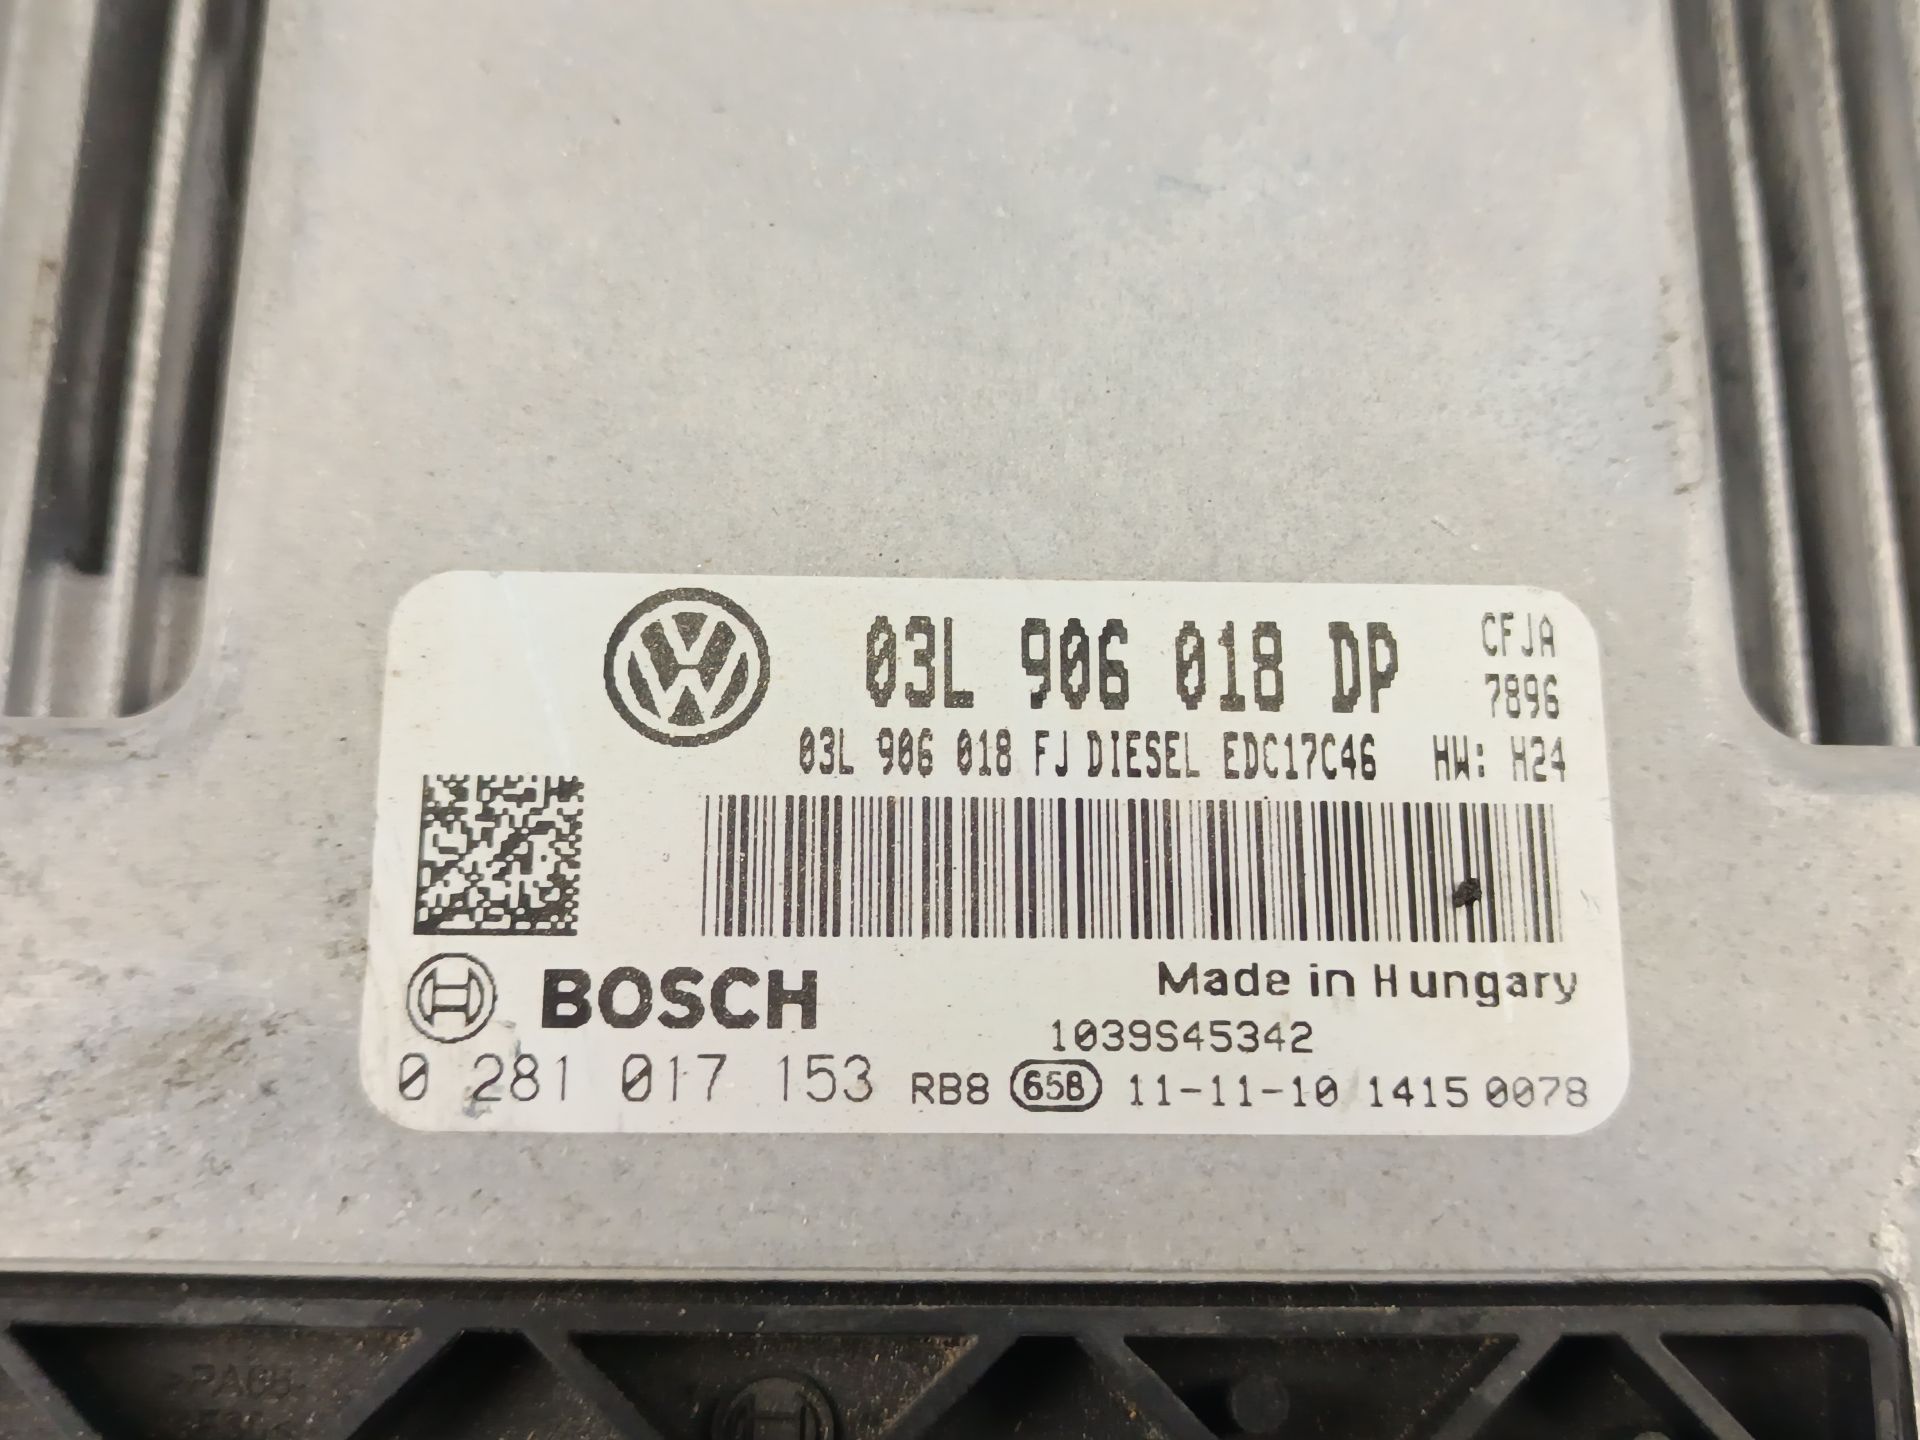 03L 906 018 DP
CFJA
7896
03L 906 018 FJ DIESEL EDC17C46 HW: H24
BOSCH
Made in Hungary
1039S45342
0 281 017 153 RB8 65B 11-11-10 1415 0078